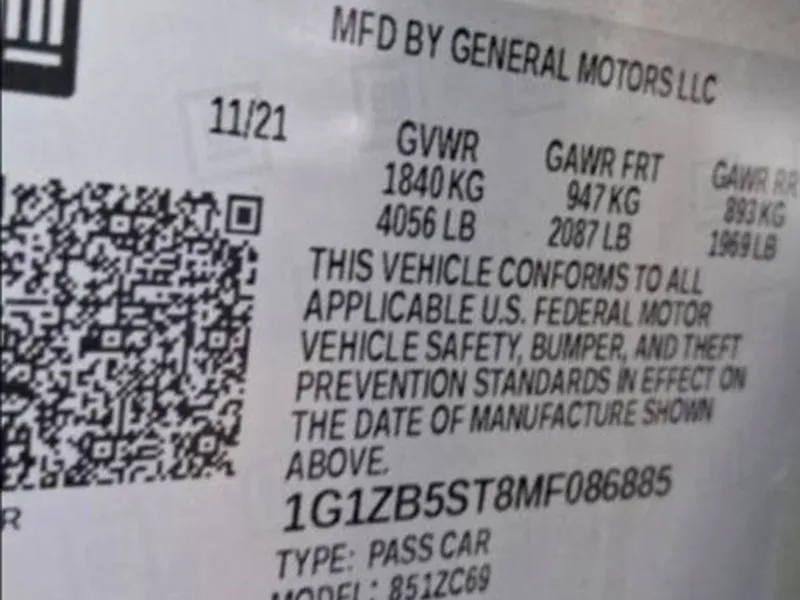 MFD BY GENERAL MOTORS LLC
11/21
GVWR GAWR FRT GAWR RR
1840 KG 947 KG 893 KG
4056 LB 2087 LB 1969 LB
THIS VEHICLE CONFORMS TO ALL
APPLICABLE U.S. FEDERAL MOTOR
VEHICLE SAFETY, BUMPER, AND THEFT
PREVENTION STANDARDS IN EFFECT ON
THE DATE OF MANUFACTURE SHOWN
ABOVE.
1G1ZB5ST8MF086885
R
TYPE: PASS CAR
MODEL: 851ZC69